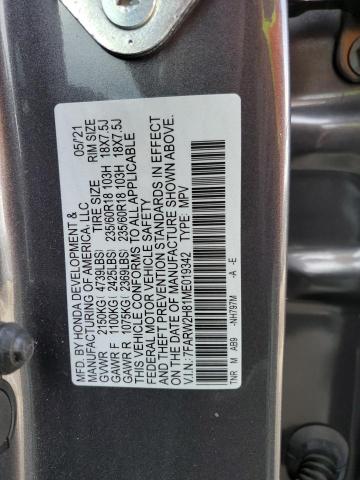 MFD. BY HONDA DEVELOPMENT & 05/21
MANUFACTURING OF AMERICA, LLC
TIRE SIZE RIM SIZE
GVWR 2150KG( 4739LBS)
GAWR F 1100KG( 2425LBS) 235/60R18 103H 18X7.5J
GAWR R 1075KG( 2369LBS) 235/60R18 103H 18X7.5J
THIS VEHICLE CONFORMS TO ALL APPLICABLE
FEDERAL MOTOR VEHICLE SAFETY
AND THEFT PREVENTION STANDARDS IN EFFECT
ON THE DATE OF MANUFACTURE SHOWN ABOVE.
V.I.N.: 7FARW2H81ME019342 TYPE: MPV
TNR M AB9 -NH797M -A -E